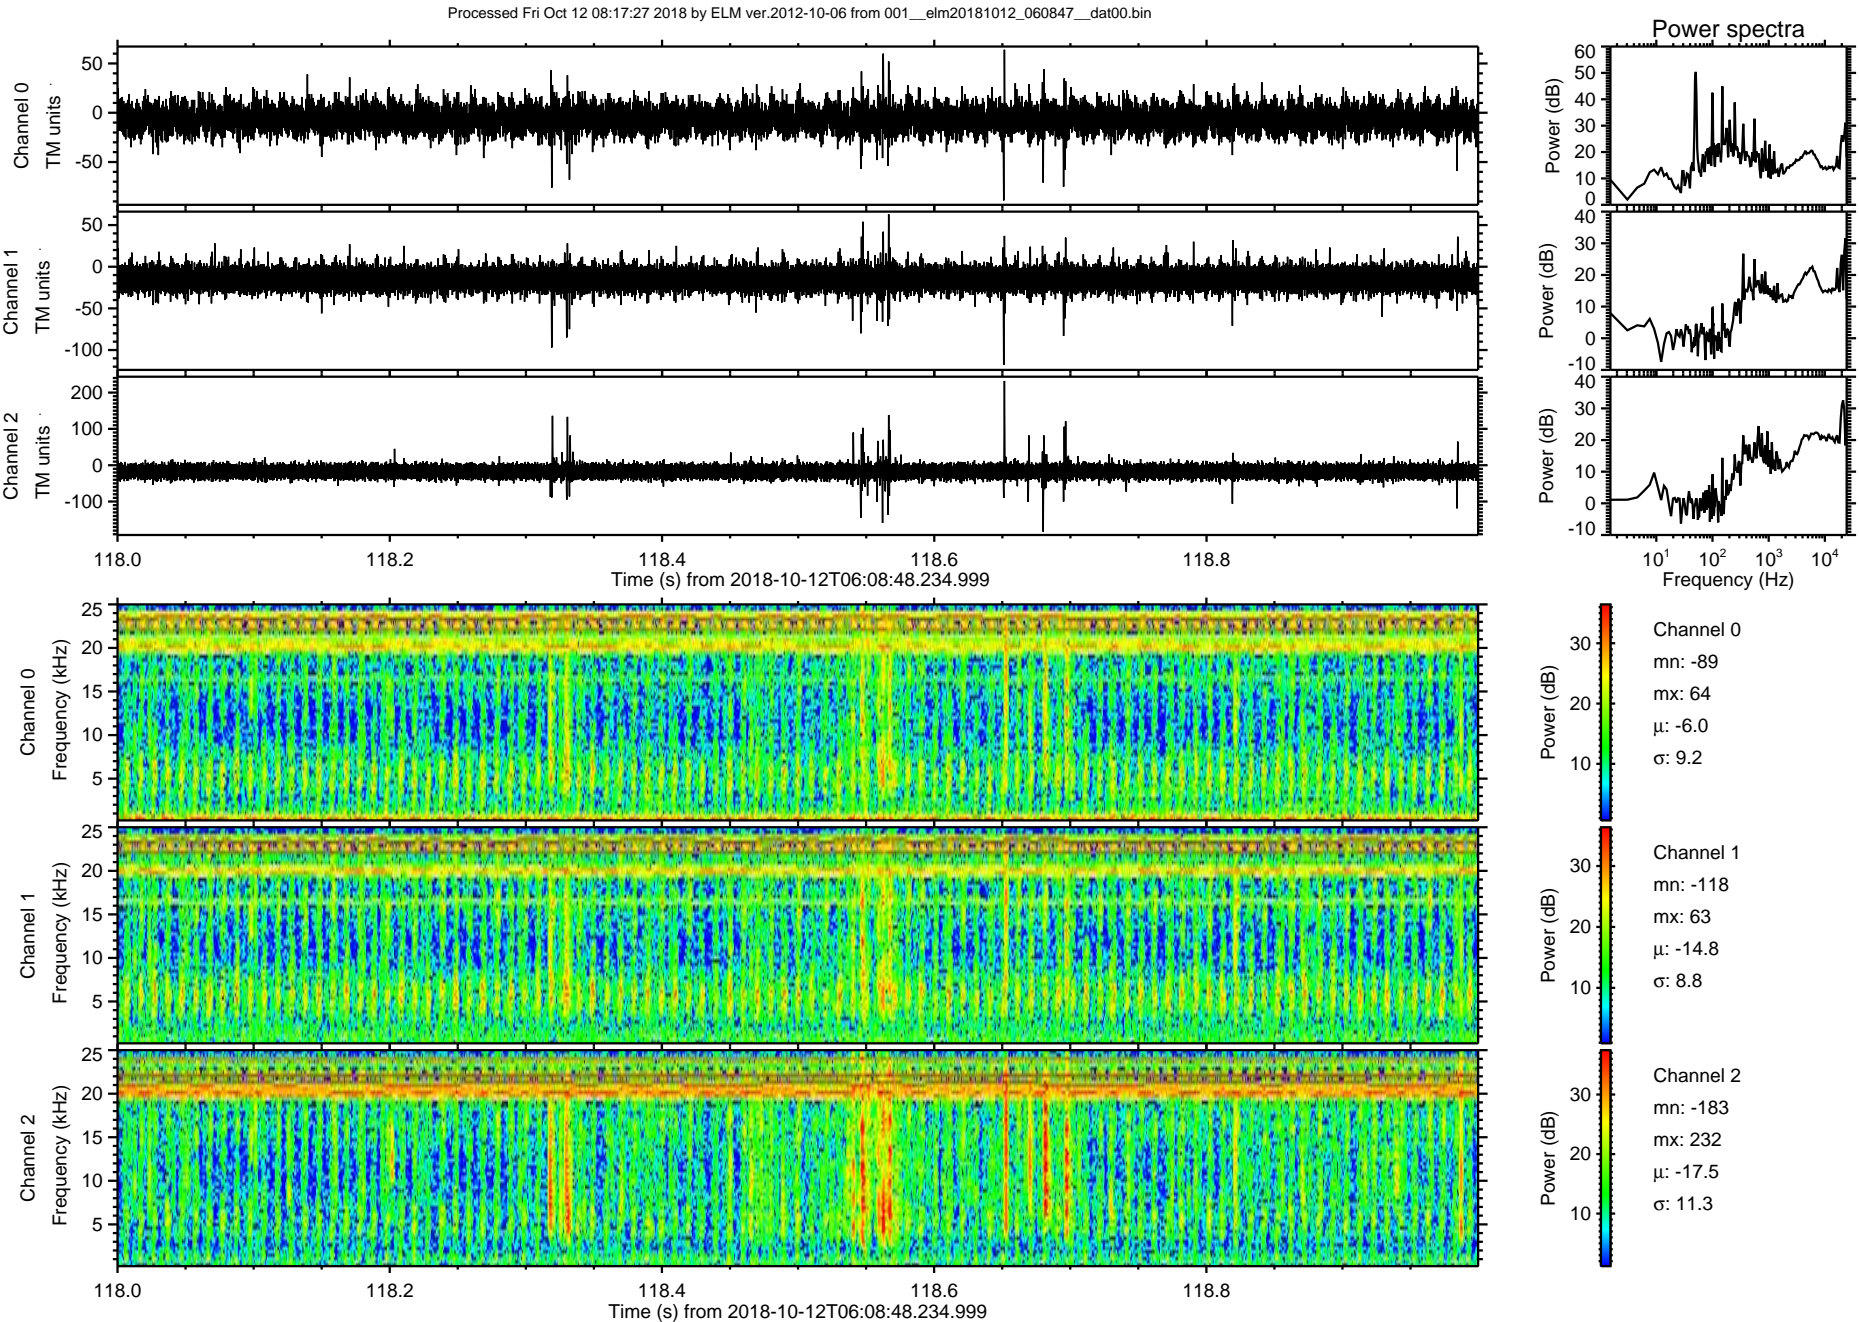 Processed Fri Oct 12 08:17:27 2018 by ELM ver.2012-10-06 from 001__elm20181012_060847__dat00.bin
Channel 0
TM units
50
0
-50
Channel 1
TM units
50
0
-50
-100
Channel 2
TM units
200
100
0
-100
118.0 118.2 118.4 118.6 118.8
Time (s) from 2018-10-12T06:08:48.234.999
Power spectra
Power (dB)
60
50
40
30
20
10
0
Power (dB)
40
30
20
10
0
-10
Power (dB)
40
30
20
10
0
-10
10¹ 10² 10³ 10⁴
Frequency (Hz)
Channel 0
Frequency (kHz)
25
20
15
10
5
Channel 1
Frequency (kHz)
25
20
15
10
5
Channel 2
Frequency (kHz)
25
20
15
10
5
118.0 118.2 118.4 118.6 118.8
Time (s) from 2018-10-12T06:08:48.234.999
Power (dB)
30
20
10
Channel 0
mn: -89
mx: 64
μ: -6.0
σ: 9.2
Power (dB)
30
20
10
Channel 1
mn: -118
mx: 63
μ: -14.8
σ: 8.8
Power (dB)
30
20
10
Channel 2
mn: -183
mx: 232
μ: -17.5
σ: 11.3